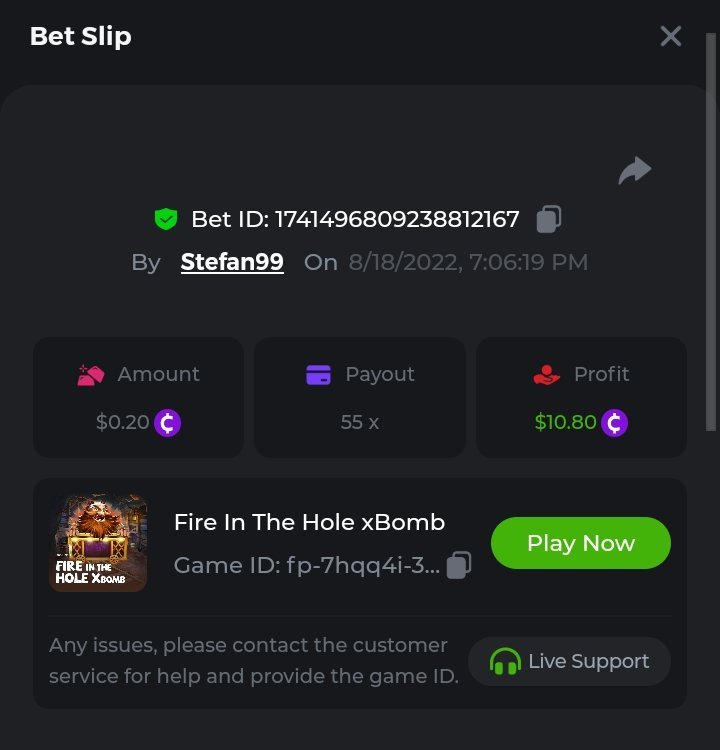 Bet Slip
Bet ID: 1741496809238812167
By Stefan99 On 8/18/2022, 7:06:19 PM
Amount
Payout
Profit
$0.20
55 x
$10.80
FIRE IN THE
HOLE XBOMB
Fire In The Hole xBomb
Game ID: fp-7hqq4i-3...
Play Now
Any issues, please contact the customer
service for help and provide the game ID.
Live Support